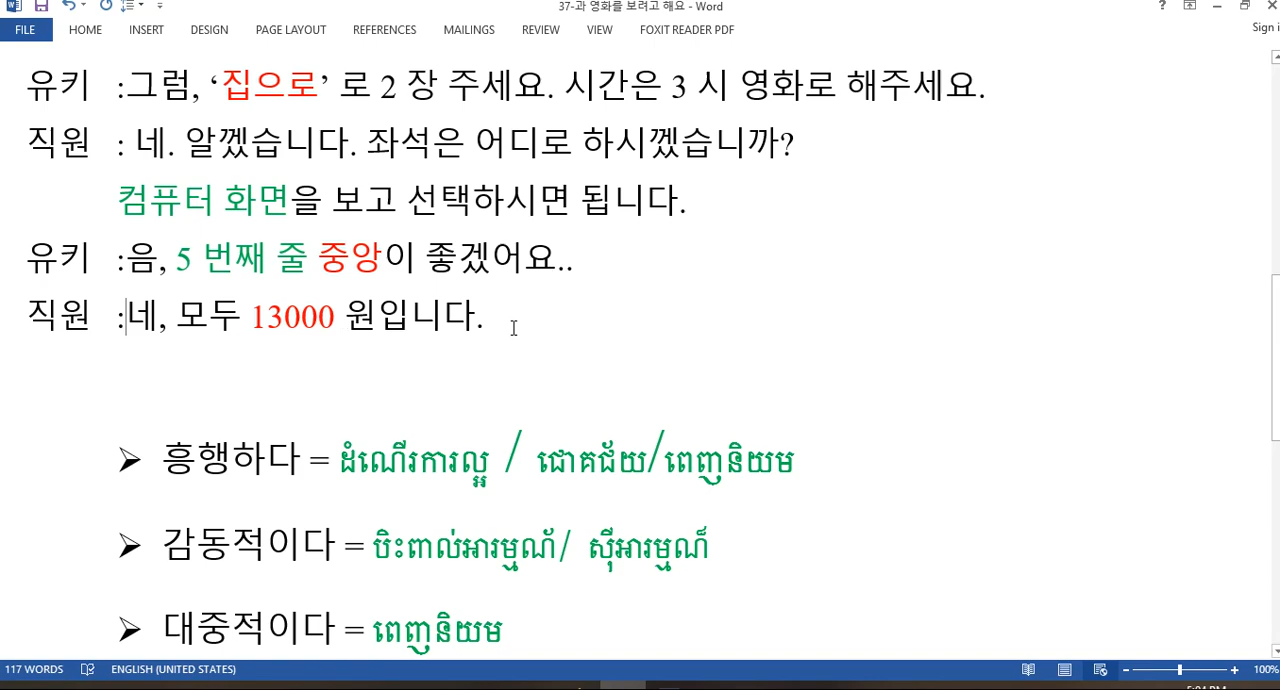 37-과 영화를 보려고 해요 - Word
?
FILE HOME INSERT DESIGN PAGE LAYOUT REFERENCES MAILINGS REVIEW VIEW FOXIT READER PDF Sign i
유키 :그럼, ‘집으로’ 로 2 장 주세요. 시간은 3 시 영화로 해주세요.
직원 : 네. 알겠습니다. 좌석은 어디로 하시겠습니까?
컴퓨터 화면을 보고 선택하시면 됩니다.
유키 :음, 5 번째 줄 중앙이 좋겠어요..
직원 :네, 모두 13000 원입니다.
➢ 흥행하다 = ដំណើរការល្អ / ជោគជ័យ/ពេញនិយម
➢ 감동적이다 = បិះពាល់អារម្មណ៍/ ស៊ីអារម្មណ៍
➢ 대중적이다 = ពេញនិយម
117 WORDS ENGLISH (UNITED STATES) 100%